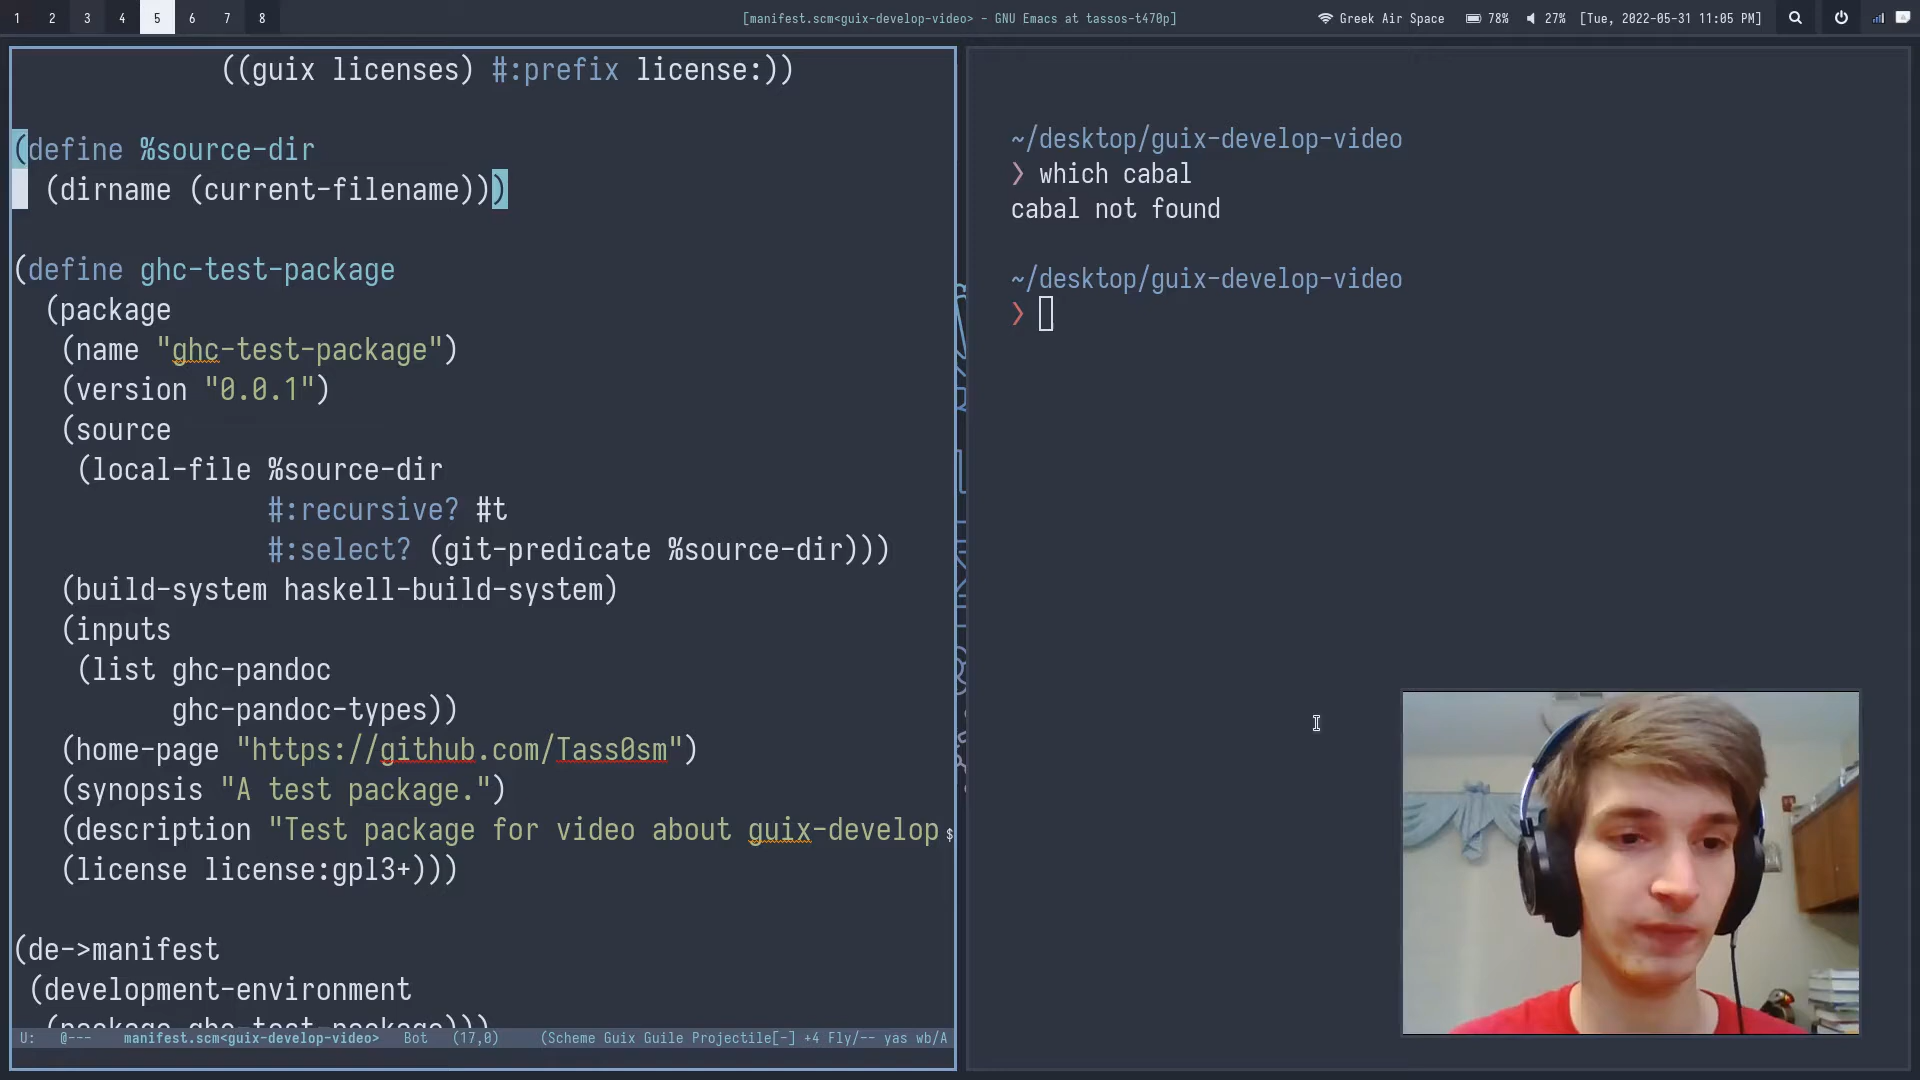 1 2 3 4 5 6 7 8
[manifest.scm<guix-develop-video> - GNU Emacs at tassos-t470p]
Greek Air Space 78% 27% [Tue, 2022-05-31 11:05 PM]
((guix licenses) #:prefix license:))
(define %source-dir
(dirname (current-filename)))
(define ghc-test-package
(package
(name "ghc-test-package")
(version "0.0.1")
(source
(local-file %source-dir
#:recursive? #t
#:select? (git-predicate %source-dir)))
(build-system haskell-build-system)
(inputs
(list ghc-pandoc
ghc-pandoc-types))
(home-page "https://github.com/Tass0sm")
(synopsis "A test package.")
(description "Test package for video about guix-develop$
(license license:gpl3+)))
(de->manifest
(development-environment
(package ghc-test-package)))
U: @--- manifest.scm<guix-develop-video> Bot (17,0) (Scheme Guix Guile Projectile[-] +4 Fly/-- yas wb/A
~/desktop/guix-develop-video
❯ which cabal
cabal not found
~/desktop/guix-develop-video
❯